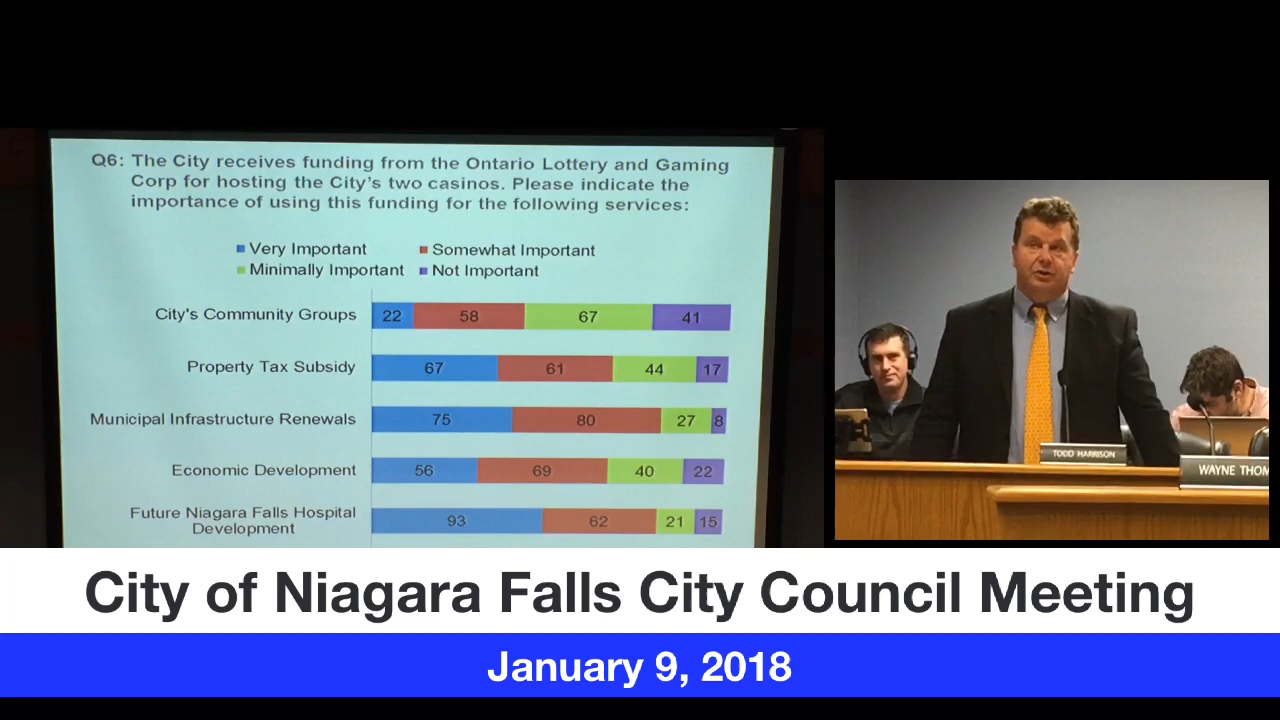 Q6: The City receives funding from the Ontario Lottery and Gaming
Corp for hosting the City's two casinos. Please indicate the
importance of using this funding for the following services:
Very Important Somewhat Important
Minimally Important Not Important
City's Community Groups 22 58 67 41
Property Tax Subsidy 67 61 44 17
Municipal Infrastructure Renewals 75 80 27 8
Economic Development 56 69 40 22
Future Niagara Falls Hospital
Development 93 62 21 15
TODD HARRISON
WAYNE THOM
City of Niagara Falls City Council Meeting
January 9, 2018